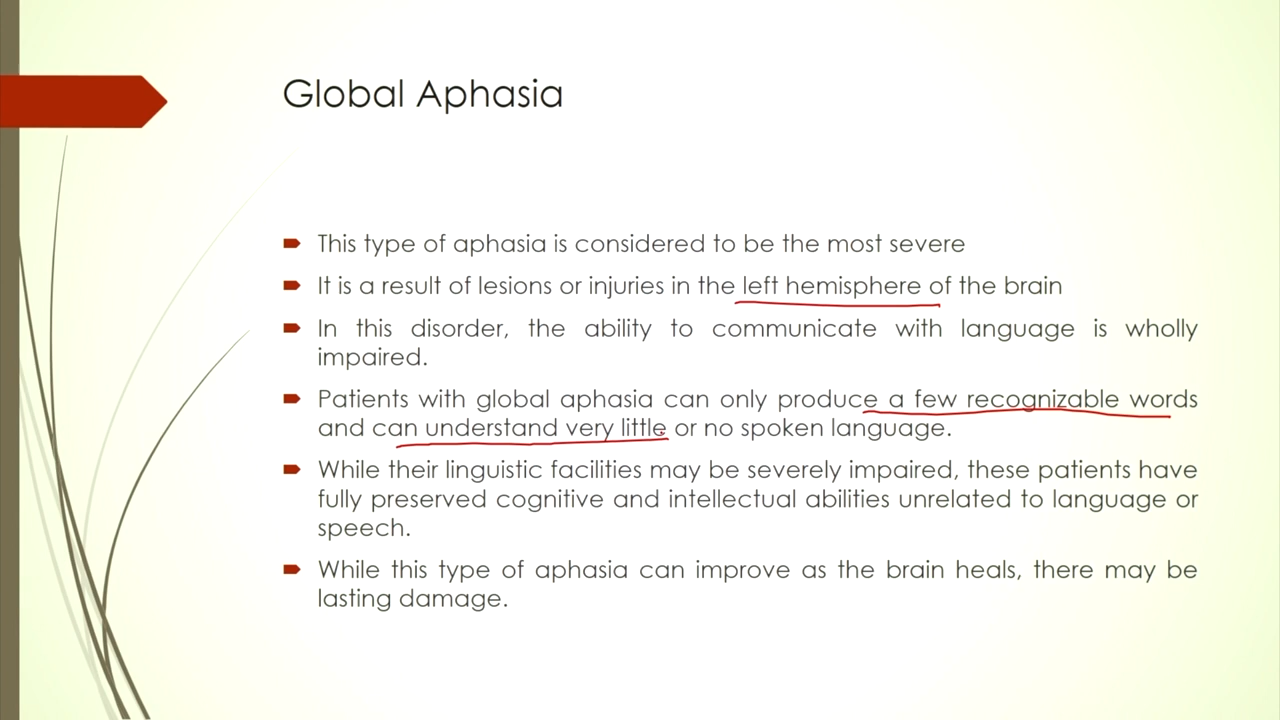 Global Aphasia
This type of aphasia is considered to be the most severe
It is a result of lesions or injuries in the left hemisphere of the brain
In this disorder, the ability to communicate with language is wholly
impaired.
Patients with global aphasia can only produce a few recognizable words
and can understand very little or no spoken language.
While their linguistic facilities may be severely impaired, these patients have
fully preserved cognitive and intellectual abilities unrelated to language or
speech.
While this type of aphasia can improve as the brain heals, there may be
lasting damage.